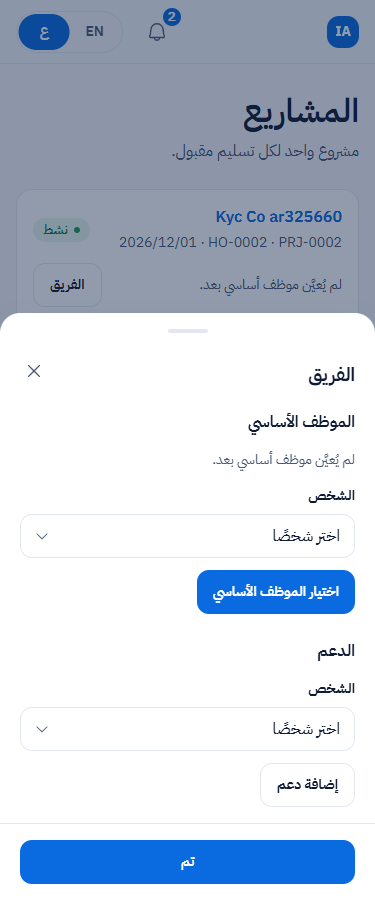 IA
2
EN
ع
المشاريع
مشروع واحد لكل تسليم مقبول.
Kyc Co ar325660
نشط
2026/12/01 · HO-0002 · PRJ-0002
لم يُعيَّن موظف أساسي بعد.
الفريق
الفريق
الموظف الأساسي
لم يُعيَّن موظف أساسي بعد.
الشخص
اختر شخصًا
اختيار الموظف الأساسي
الدعم
الشخص
اختر شخصًا
إضافة دعم
تم